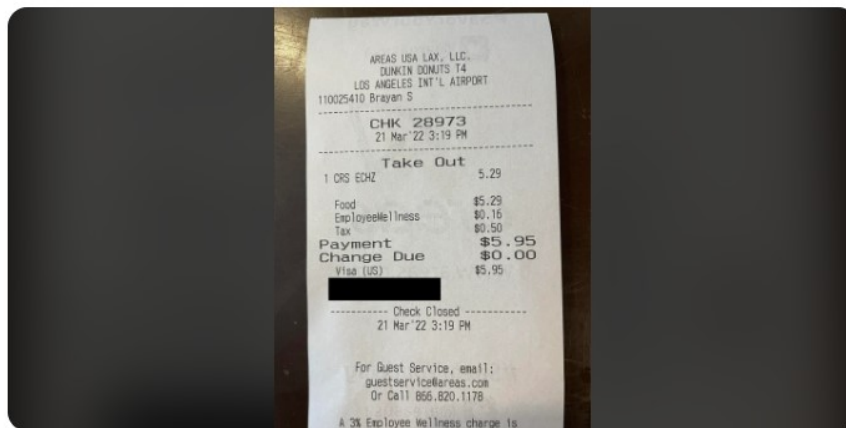 AREAS USA LAX, LLC.
DUNKIN DONUTS T4
LOS ANGELES INT'L AIRPORT
110025410 Brayan S
CHK 28973
21 Mar'22 3:19 PM
Take Out
1 CRS ECHZ 5.29
Food $5.29
EmployeeWellness $0.16
Tax $0.50
Payment $5.95
Change Due $0.00
Visa (US) $5.95
---------- Check Closed ----------
21 Mar'22 3:19 PM
For Guest Service, email:
guestservice@areas.com
Or Call 866.820.1178
A 3% Employee Wellness charge is